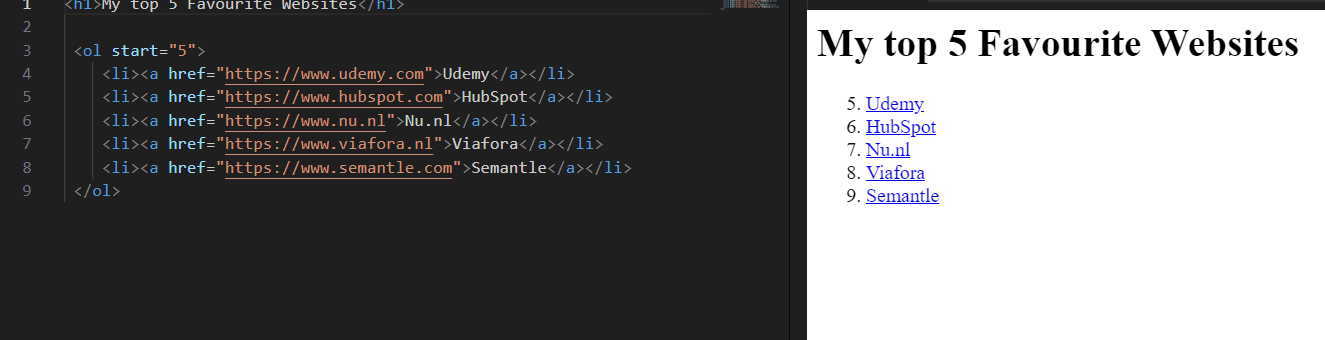 1 <h1>My top 5 Favourite Websites</h1>
2
3 <ol start="5">
4 <li><a href="https://www.udemy.com">Udemy</a></li>
5 <li><a href="https://www.hubspot.com">HubSpot</a></li>
6 <li><a href="https://www.nu.nl">Nu.nl</a></li>
7 <li><a href="https://www.viafora.nl">Viafora</a></li>
8 <li><a href="https://www.semantle.com">Semantle</a></li>
9 </ol>
My top 5 Favourite Websites
5. Udemy
6. HubSpot
7. Nu.nl
8. Viafora
9. Semantle